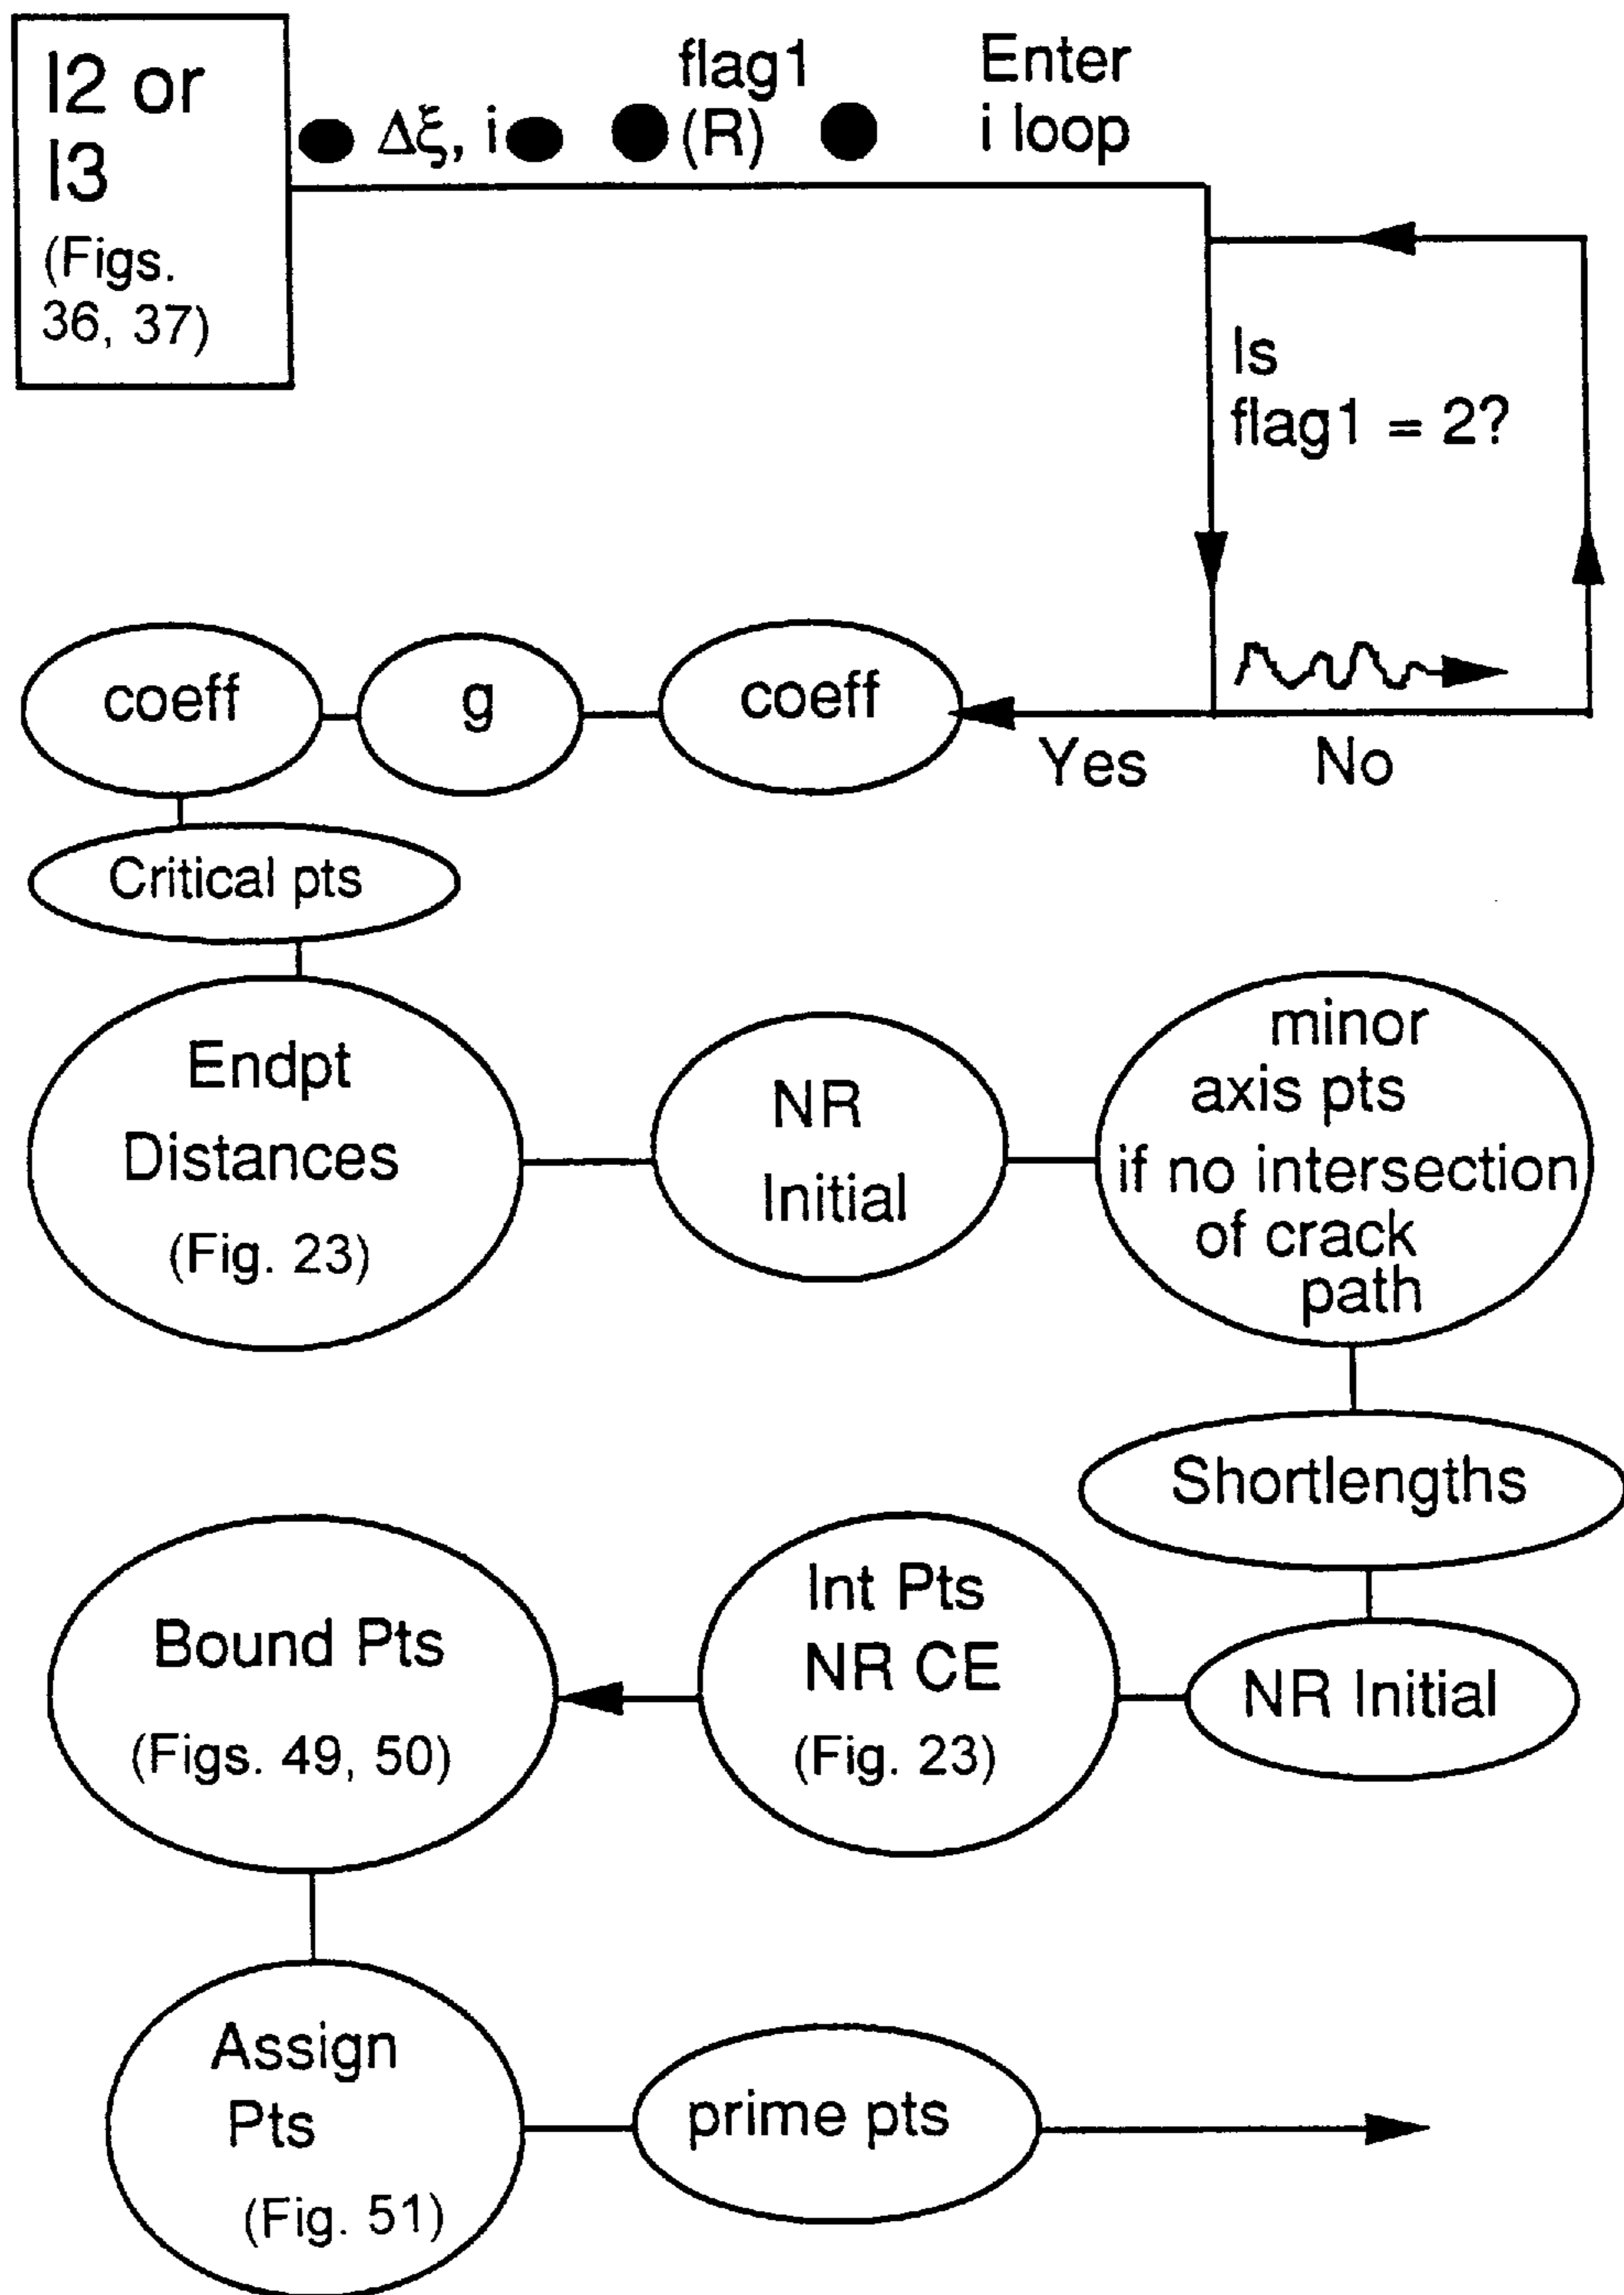 I2 or
I3
(Figs.
36, 37)
Δξ, i
flag1
(R)
Enter
i loop
Is
flag1 = 2?
Yes
No
coeff
g
coeff
Critical pts
Endpt
Distances
(Fig. 23)
NR
Initial
minor
axis pts
if no intersection
of crack
path
Shortlengths
NR Initial
Int Pts
NR CE
(Fig. 23)
Bound Pts
(Figs. 49, 50)
Assign
Pts
(Fig. 51)
prime pts